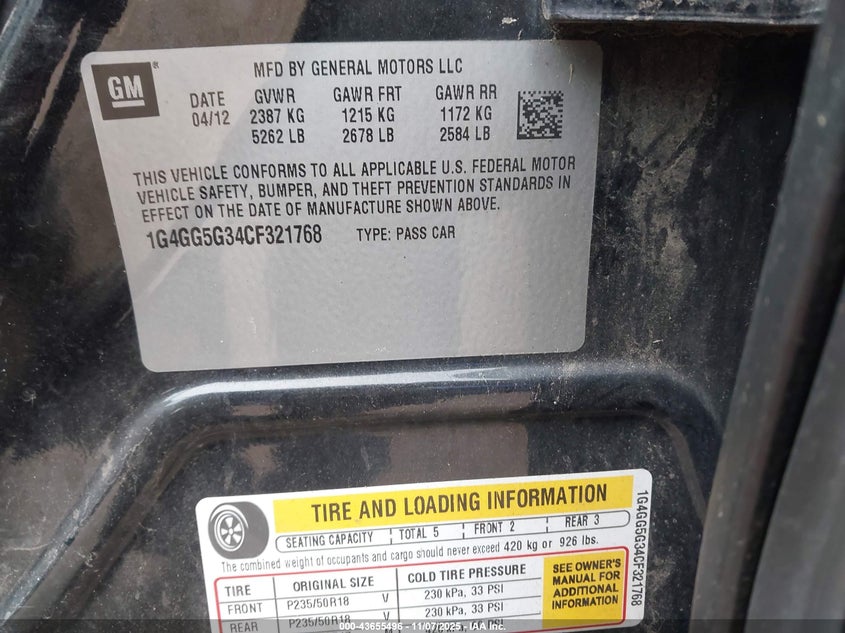 GM
®
MFD BY GENERAL MOTORS LLC
DATE GVWR GAWR FRT GAWR RR
04/12 2387 KG 1215 KG 1172 KG
5262 LB 2678 LB 2584 LB
THIS VEHICLE CONFORMS TO ALL APPLICABLE U.S. FEDERAL MOTOR
VEHICLE SAFETY, BUMPER, AND THEFT PREVENTION STANDARDS IN
EFFECT ON THE DATE OF MANUFACTURE SHOWN ABOVE.
1G4GG5G34CF321768 TYPE: PASS CAR
TIRE AND LOADING INFORMATION
SEATING CAPACITY TOTAL 5 FRONT 2 REAR 3
The combined weight of occupants and cargo should never exceed 420 kg or 926 lbs.
TIRE ORIGINAL SIZE COLD TIRE PRESSURE
FRONT P235/50R18 V 230 kPa, 33 PSI
REAR P235/50R18 V 230 kPa, 33 PSI
SEE OWNER'S
MANUAL FOR
ADDITIONAL
INFORMATION
1G4GG5G34CF321768
000-43655496 - 11/07/2025 - IAA Inc.